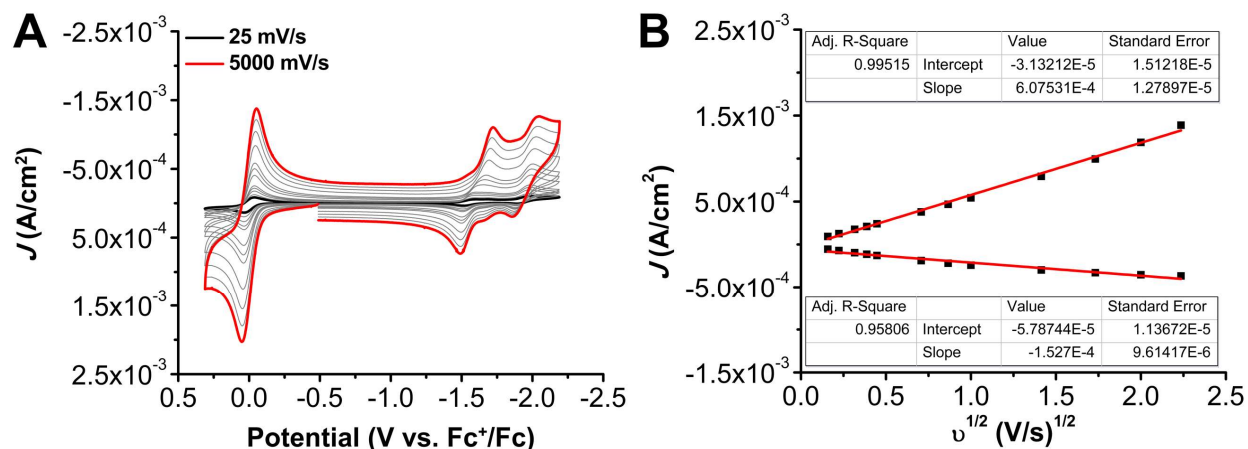 A
25 mV/s
5000 mV/s
J (A/cm²)
-2.5x10⁻³
-1.5x10⁻³
-5.0x10⁻⁴
5.0x10⁻⁴
1.5x10⁻³
2.5x10⁻³
0.5 0.0 -0.5 -1.0 -1.5 -2.0 -2.5
Potential (V vs. Fc⁺/Fc)
B
J (A/cm²)
2.5x10⁻³
1.5x10⁻³
5.0x10⁻⁴
-5.0x10⁻⁴
-1.5x10⁻³
Adj. R-Square Value Standard Error
0.99515 Intercept -3.13212E-5 1.51218E-5
Slope 6.07531E-4 1.27897E-5
Adj. R-Square Value Standard Error
0.95806 Intercept -5.78744E-5 1.13672E-5
Slope -1.527E-4 9.61417E-6
0.0 0.5 1.0 1.5 2.0 2.5
υ¹/² (V/s)¹/²